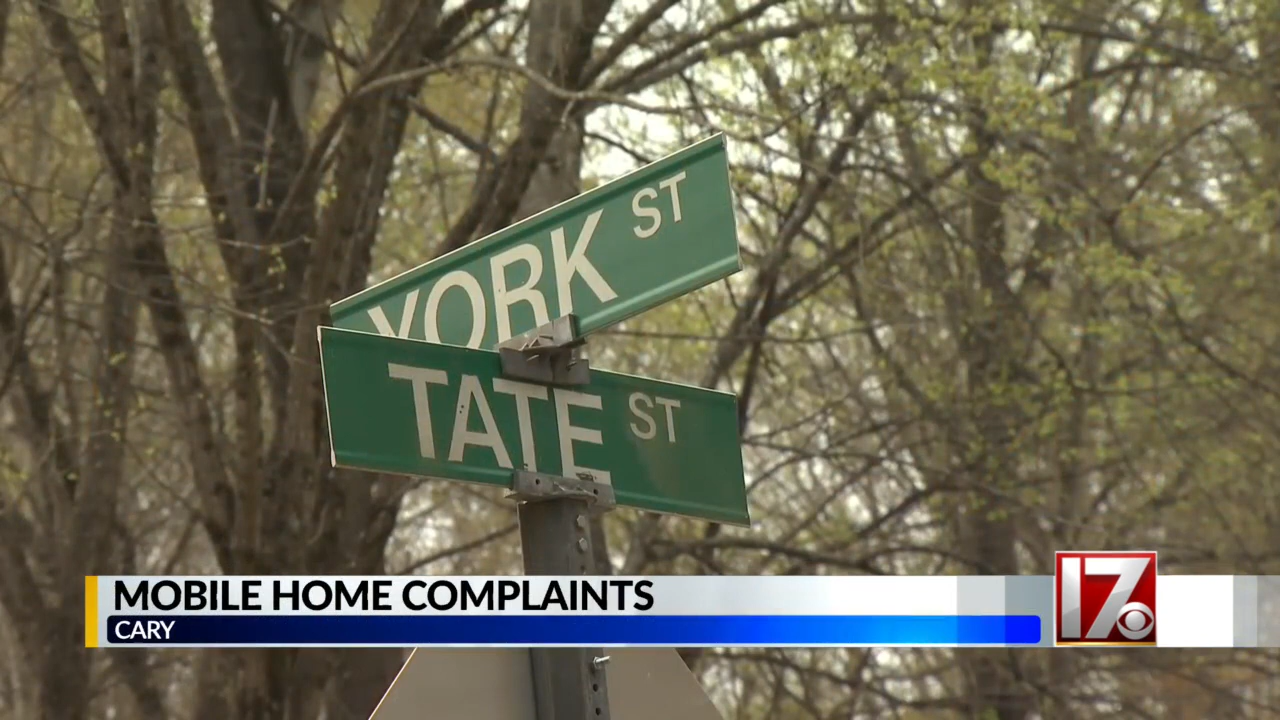 YORK ST
TATE ST
MOBILE HOME COMPLAINTS
CARY
17